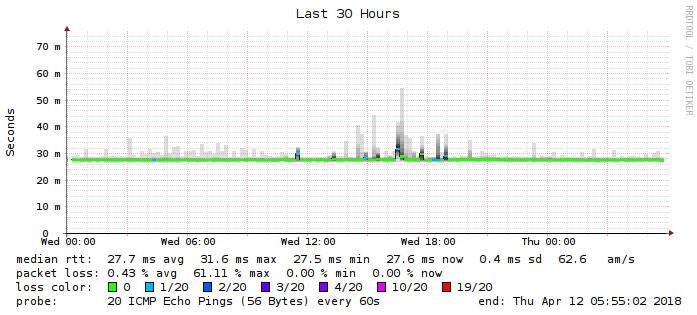 Last 30 Hours
RRDTOOL / TOBI OETIKER
Seconds
70 m
60 m
50 m
40 m
30 m
20 m
10 m
0
Wed 00:00 Wed 06:00 Wed 12:00 Wed 18:00 Thu 00:00
median rtt: 27.7 ms avg 31.6 ms max 27.5 ms min 27.6 ms now 0.4 ms sd 62.6 am/s
packet loss: 0.43 % avg 61.11 % max 0.00 % min 0.00 % now
loss color: 0 1/20 2/20 3/20 4/20 10/20 19/20
probe: 20 ICMP Echo Pings (56 Bytes) every 60s end: Thu Apr 12 05:55:02 2018